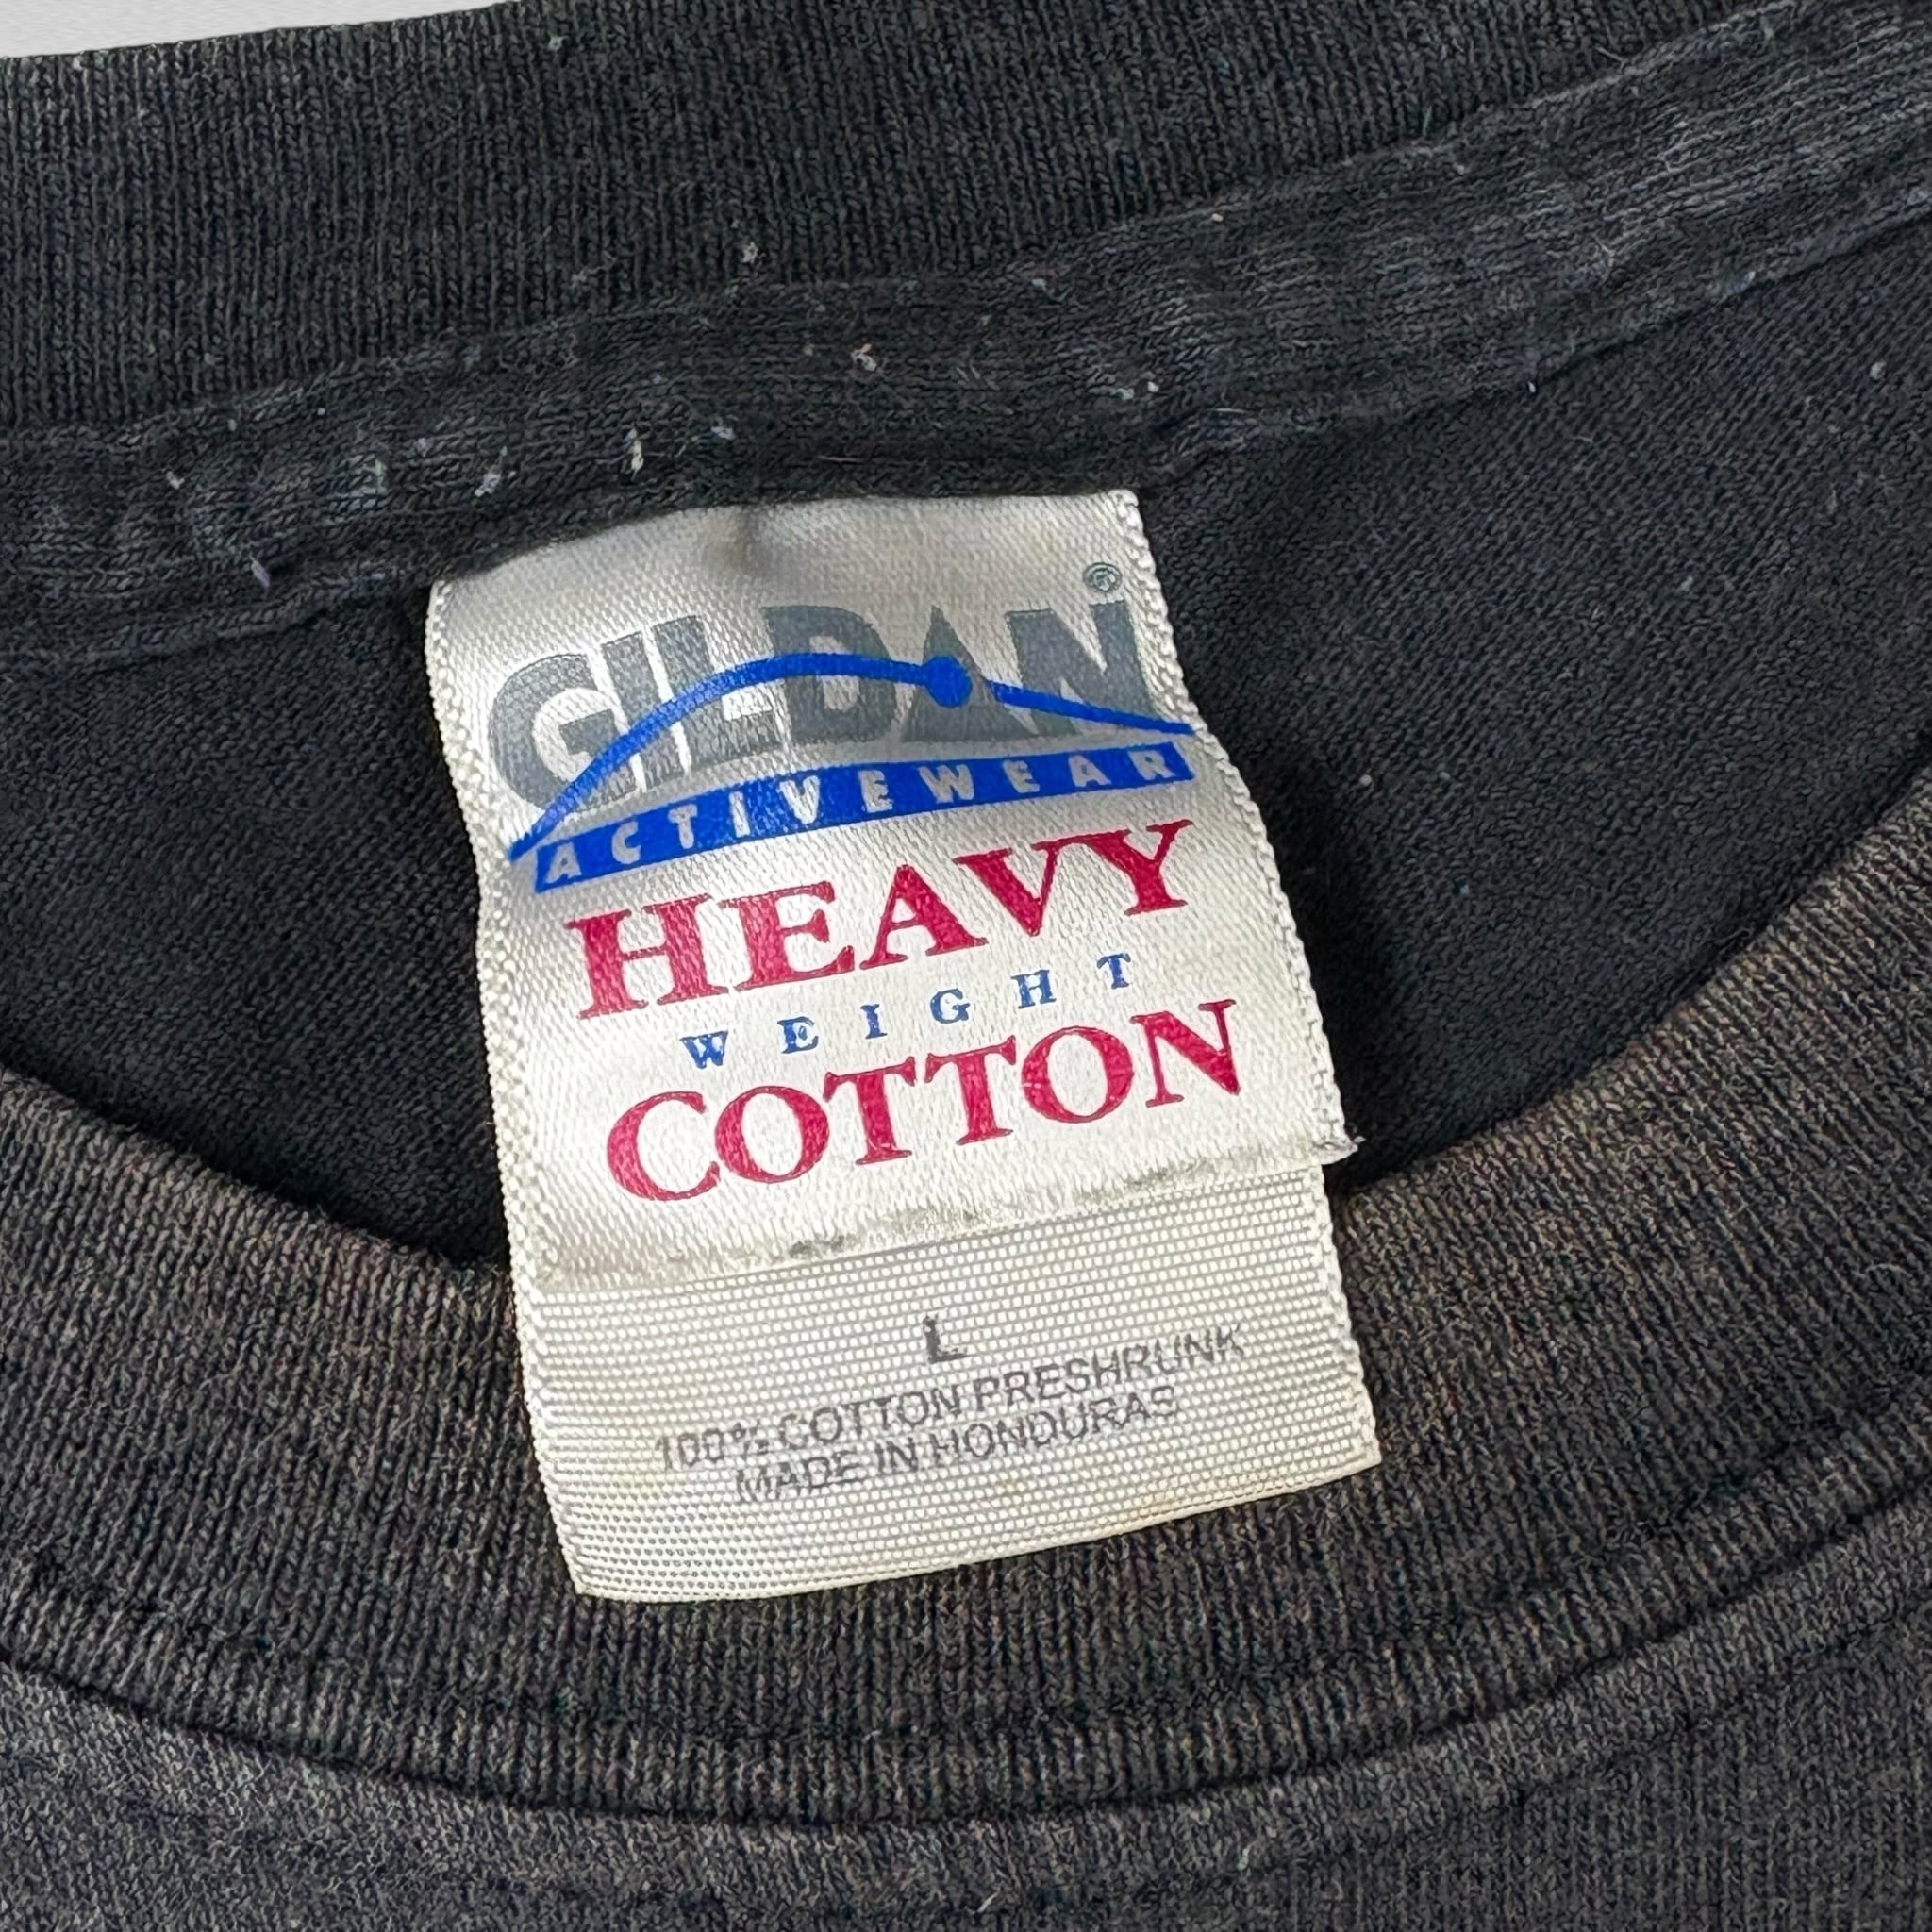 GILDAN®
ACTIVEWEAR
HEAVY
WEIGHT
COTTON
L
100% COTTON PRESHRUNK
MADE IN HONDURAS